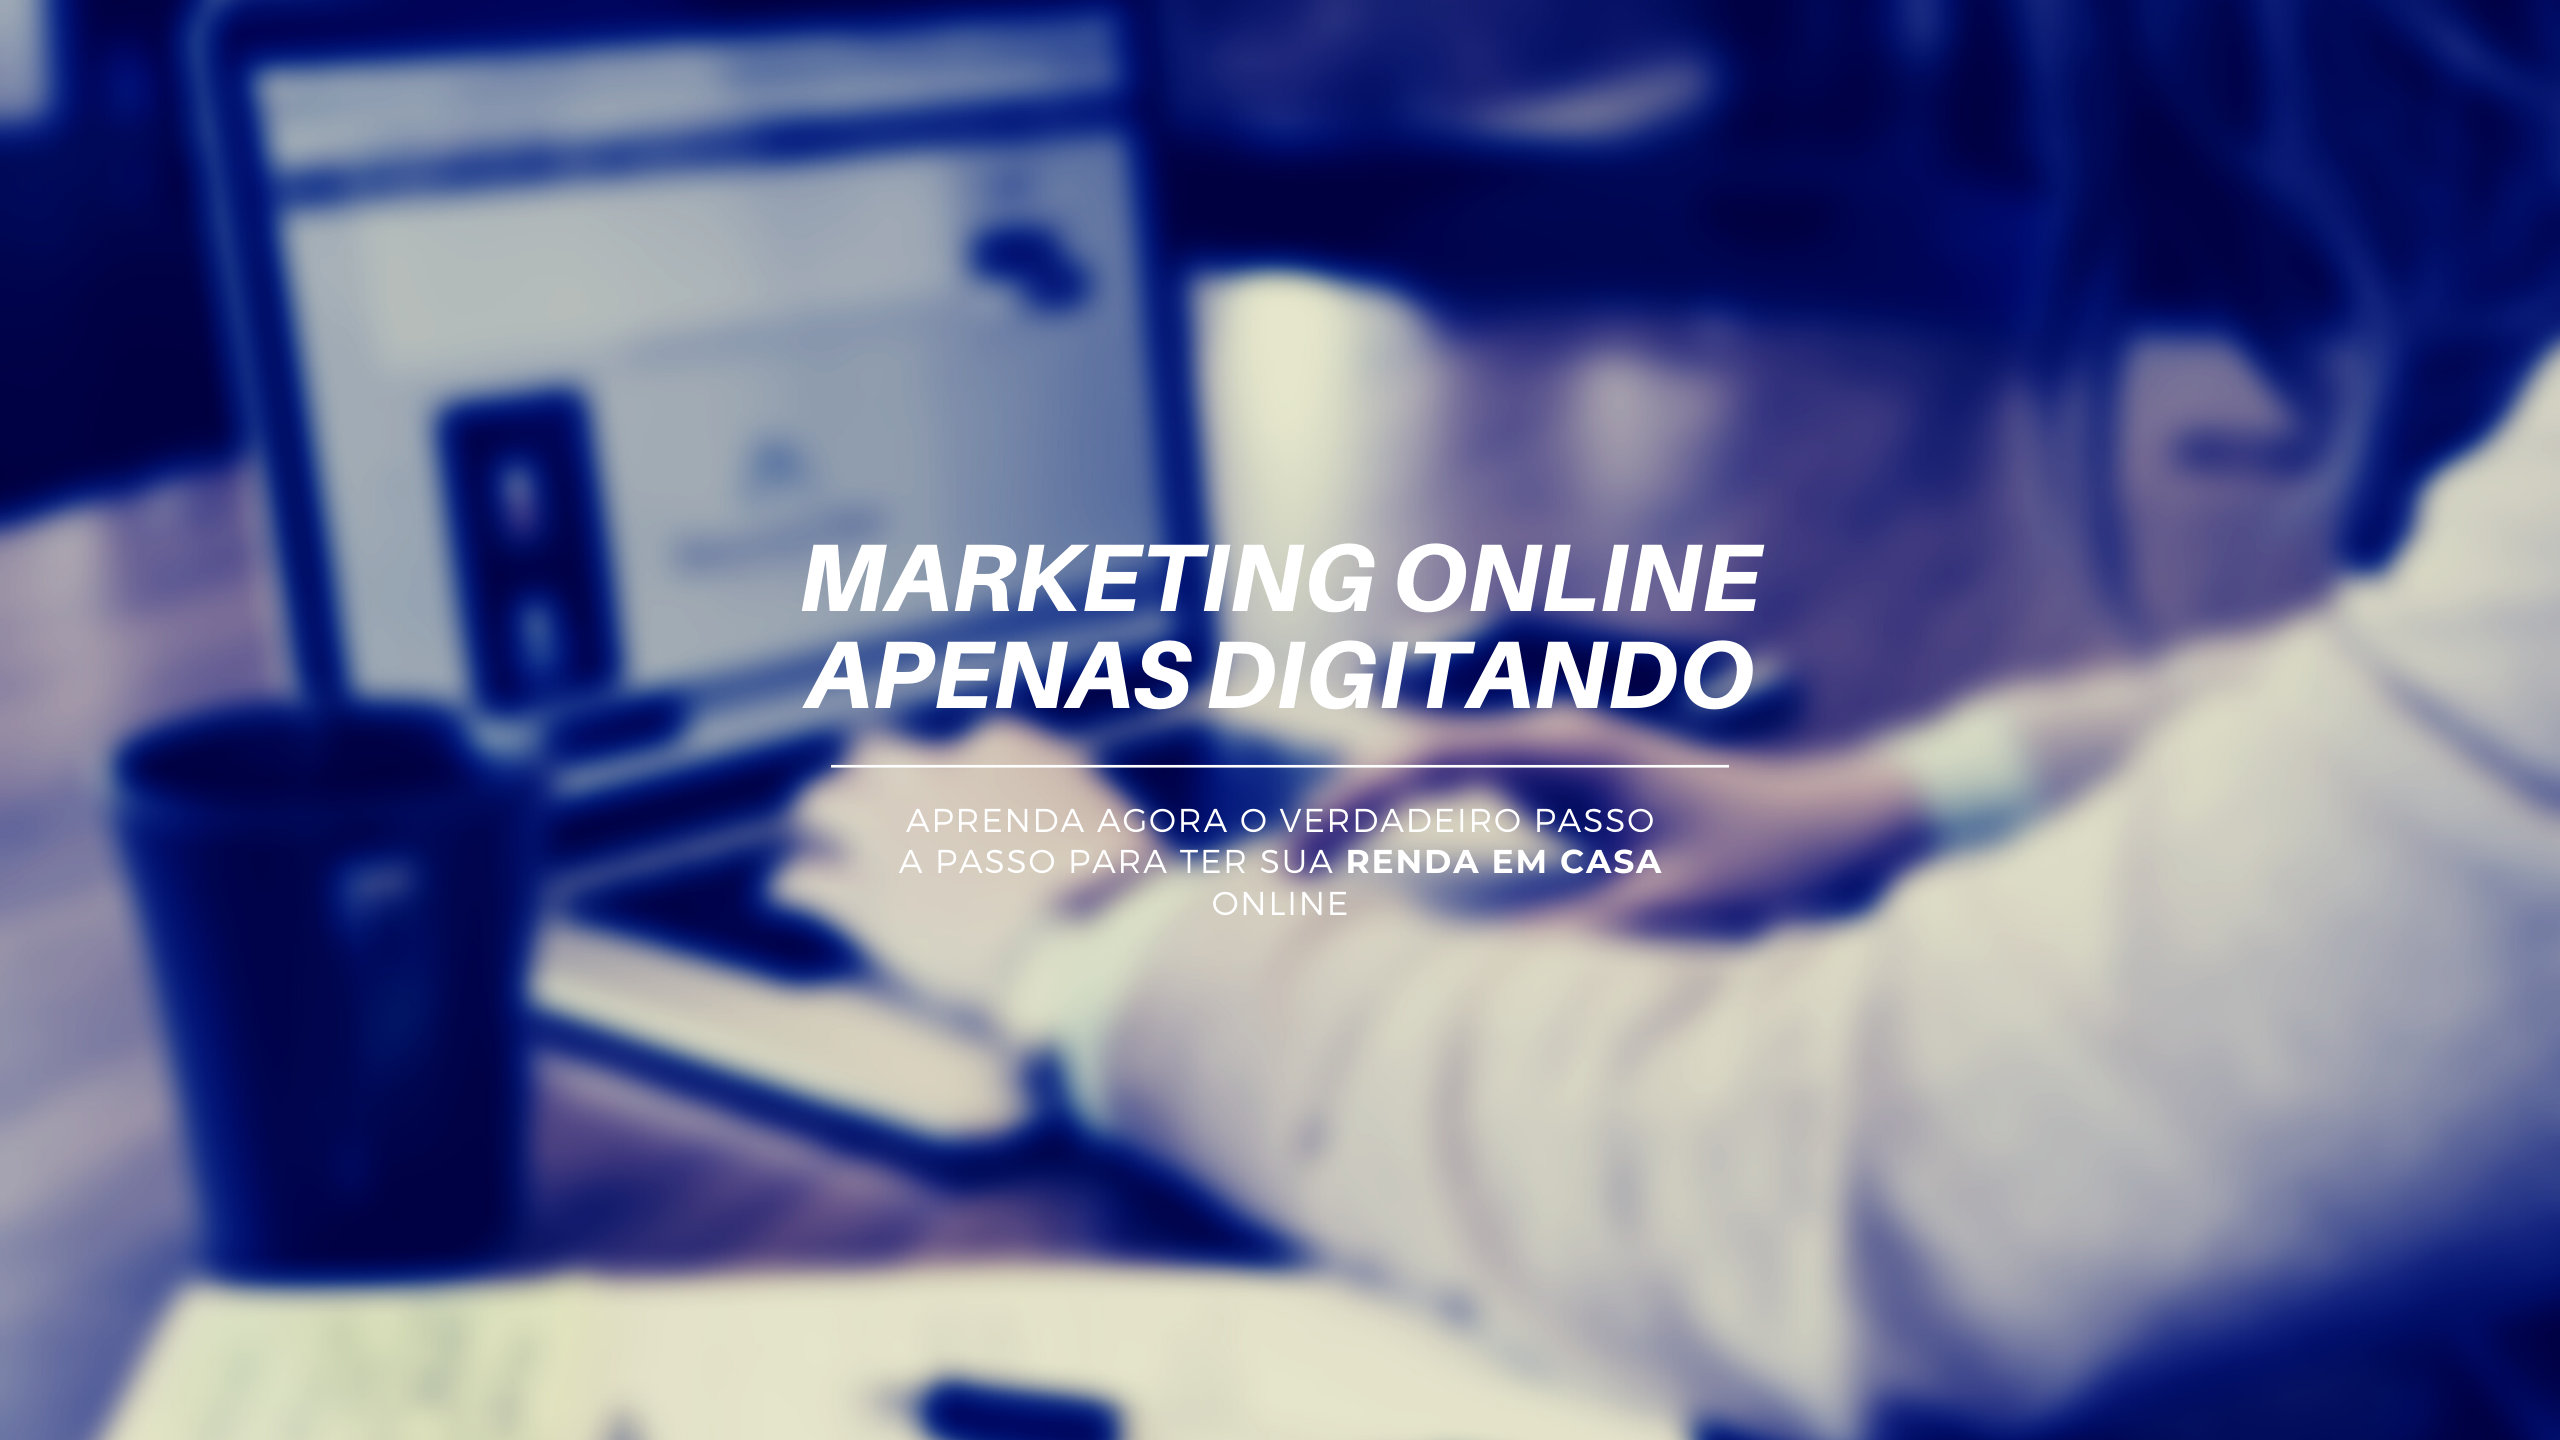 MARKETING ONLINE
APENAS DIGITANDO
APRENDA AGORA O VERDADEIRO PASSO
A PASSO PARA TER SUA RENDA EM CASA
ONLINE